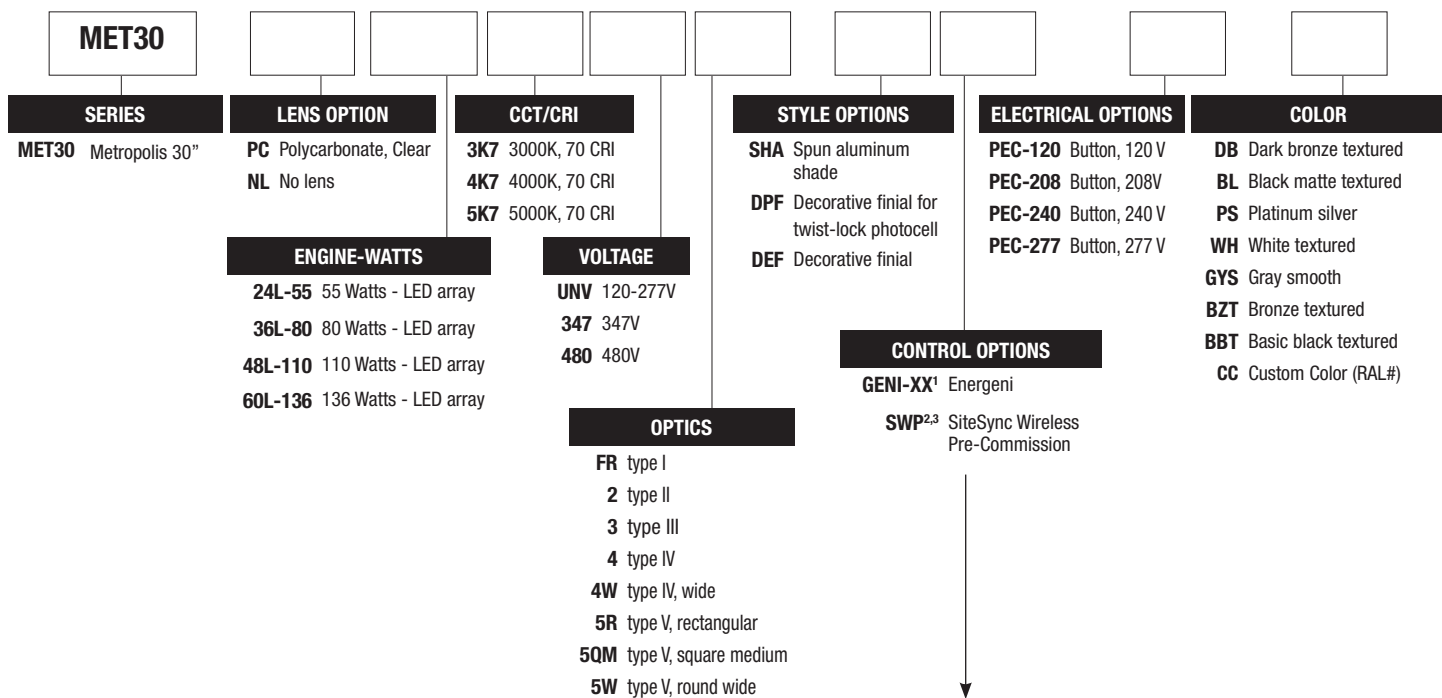 MET30
SERIES
MET30 Metropolis 30"
LENS OPTION
PC Polycarbonate, Clear
NL No lens
ENGINE-WATTS
24L-55 55 Watts - LED array
36L-80 80 Watts - LED array
48L-110 110 Watts - LED array
60L-136 136 Watts - LED array
CCT/CRI
3K7 3000K, 70 CRI
4K7 4000K, 70 CRI
5K7 5000K, 70 CRI
VOLTAGE
UNV 120-277V
347 347V
480 480V
OPTICS
FR type I
2 type II
3 type III
4 type IV
4W type IV, wide
5R type V, rectangular
5QM type V, square medium
5W type V, round wide
STYLE OPTIONS
SHA Spun aluminum
shade
DPF Decorative finial for
twist-lock photocell
DEF Decorative finial
CONTROL OPTIONS
GENI-XX¹ Energeni
SWP²,³ SiteSync Wireless
Pre-Commission
ELECTRICAL OPTIONS
PEC-120 Button, 120 V
PEC-208 Button, 208V
PEC-240 Button, 240 V
PEC-277 Button, 277 V
COLOR
DB Dark bronze textured
BL Black matte textured
PS Platinum silver
WH White textured
GYS Gray smooth
BZT Bronze textured
BBT Basic black textured
CC Custom Color (RAL#)